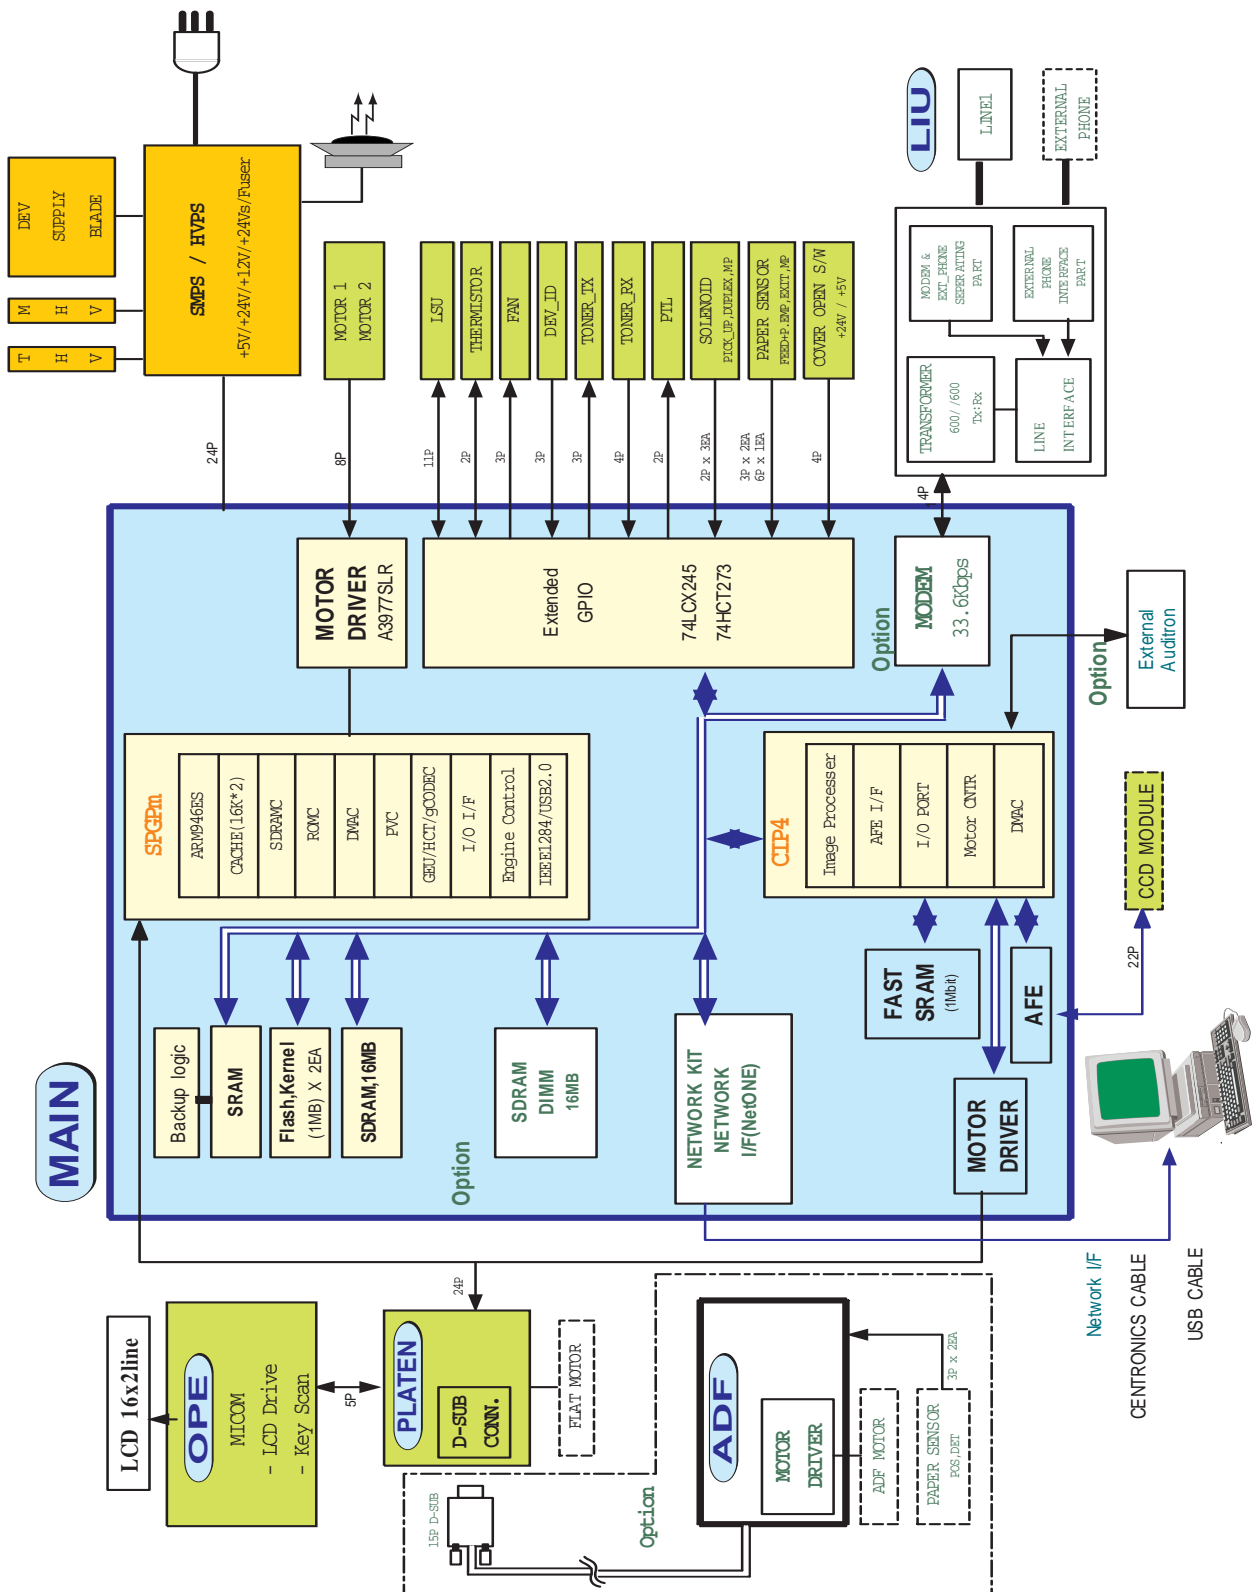 MAIN
LCD 16x2line
OPE
MICOM
- LCD Drive
- Key Scan
5P
PLATEN
D-SUB
CONN.
FLAT MOTOR
24P
15P D-SUB
Option
ADF
MOTOR
DRIVER
ADF MOTOR
PAPER SENSOR
POS,DET
3P x 2EA
Network I/F
CENTRONICS CABLE
USB CABLE
Backup logic
SRAM
Flash,Kernel
(1MB) X 2EA
SDRAM,16MB
Option
SDRAM
DIMM
16MB
NETWORK KIT
NETWORK
I/F(NetONE)
FAST
SRAM
(1Mbit)
AFE
MOTOR
DRIVER
22P
CCD MODULE
SPGPm
ARM946ES
CACHE(16K*2)
SDRAMC
ROMC
DMAC
PVC
GEU/HCT/gCODEC
I/O I/F
Engine Control
IEEE1284/USB2.0
CIP4
Image Processer
AFE I/F
I/O PORT
Motor CNTR
DMAC
MOTOR
DRIVER
A3977SLR
Extended
GPIO
74LCX245
74HCT273
Option
MODEM
33.6Kbps
Option
External
Auditron
24P
8P
11P
2P
3P
3P
3P
4P
2P
2P x 3EA
3P x 2EA
6P x 1EA
4P
4P
DEV
SUPPLY
BLADE
M H V
T H V
SMPS / HVPS
+5V/+24V/+12V/+24Vs/Fuser
MOTOR 1
MOTOR 2
LSU
THERMISTOR
FAN
DEV_ID
TONER_TX
TONER_RX
PTL
SOLENOID
PICK_UP,DUPLEX,MP
PAPER SENSOR
FEED+P.EMP,EXIT,MP
COVER OPEN S/W
+24V / +5V
LIU
LINE1
EXTERNAL
PHONE
MODEM &
EXT_PHONE
SEPERATING
PART
EXTERNAL
PHONE
INTERFACE
PART
TRANSFORMER
600//600
Tx:Rx
LINE
INTERFACE